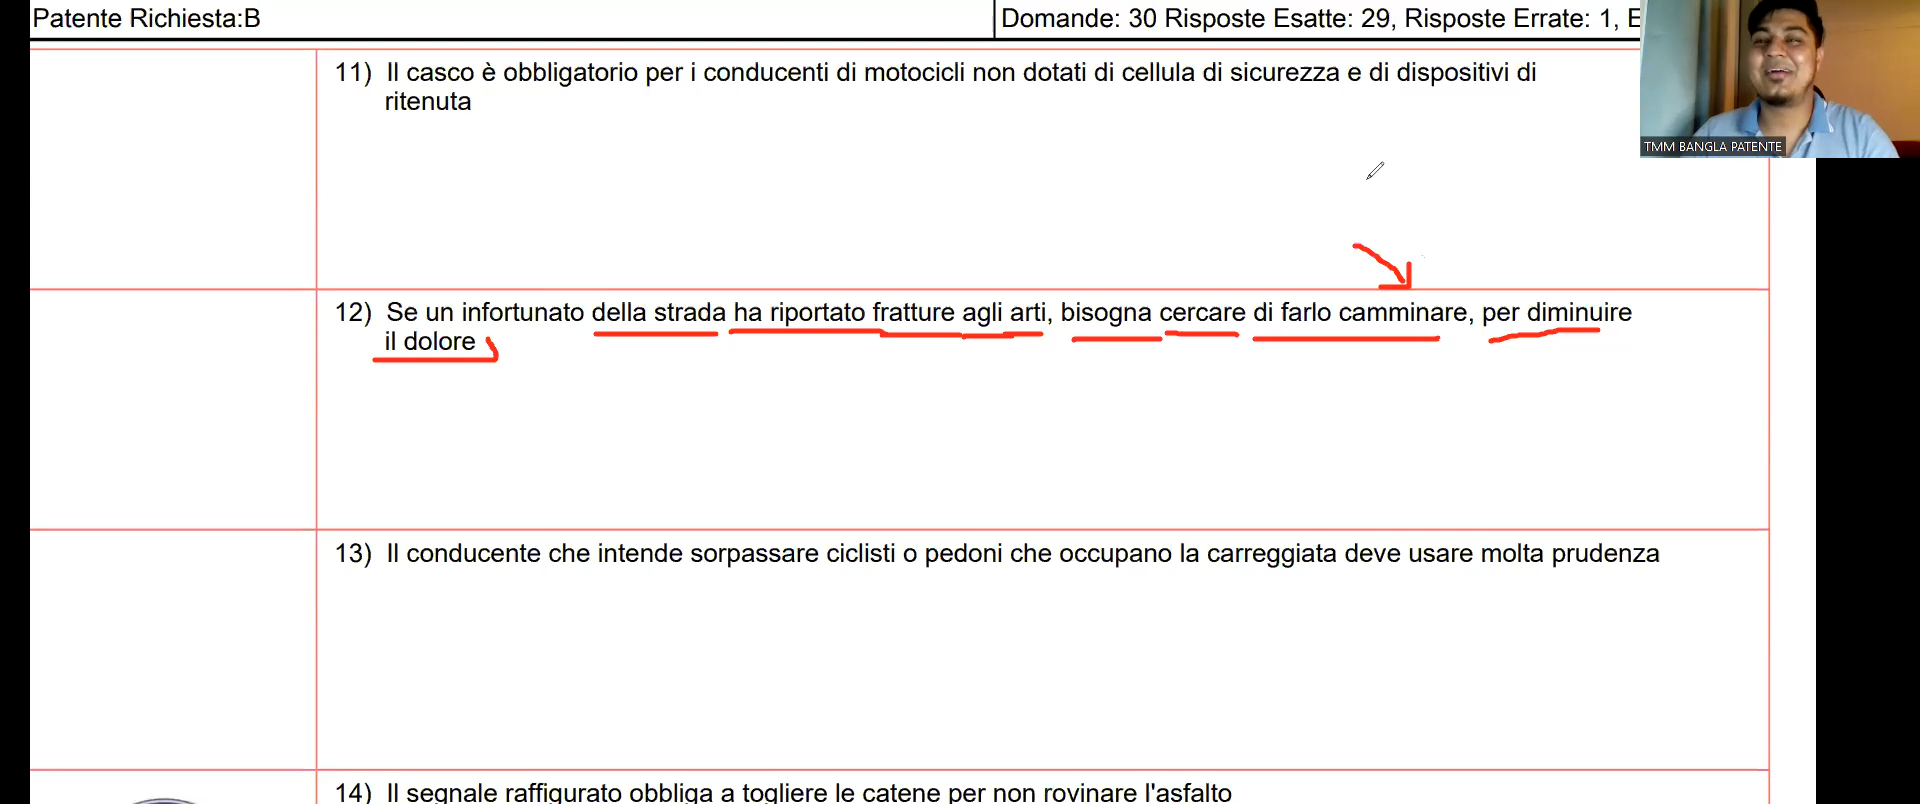 Patente Richiesta:B
Domande: 30 Risposte Esatte: 29, Risposte Errate: 1, E
TMM BANGLA PATENTE
11) Il casco è obbligatorio per i conducenti di motocicli non dotati di cellula di sicurezza e di dispositivi di
ritenuta
12) Se un infortunato della strada ha riportato fratture agli arti, bisogna cercare di farlo camminare, per diminuire
il dolore
13) Il conducente che intende sorpassare ciclisti o pedoni che occupano la carreggiata deve usare molta prudenza
14) Il segnale raffigurato obbliga a togliere le catene per non rovinare l'asfalto